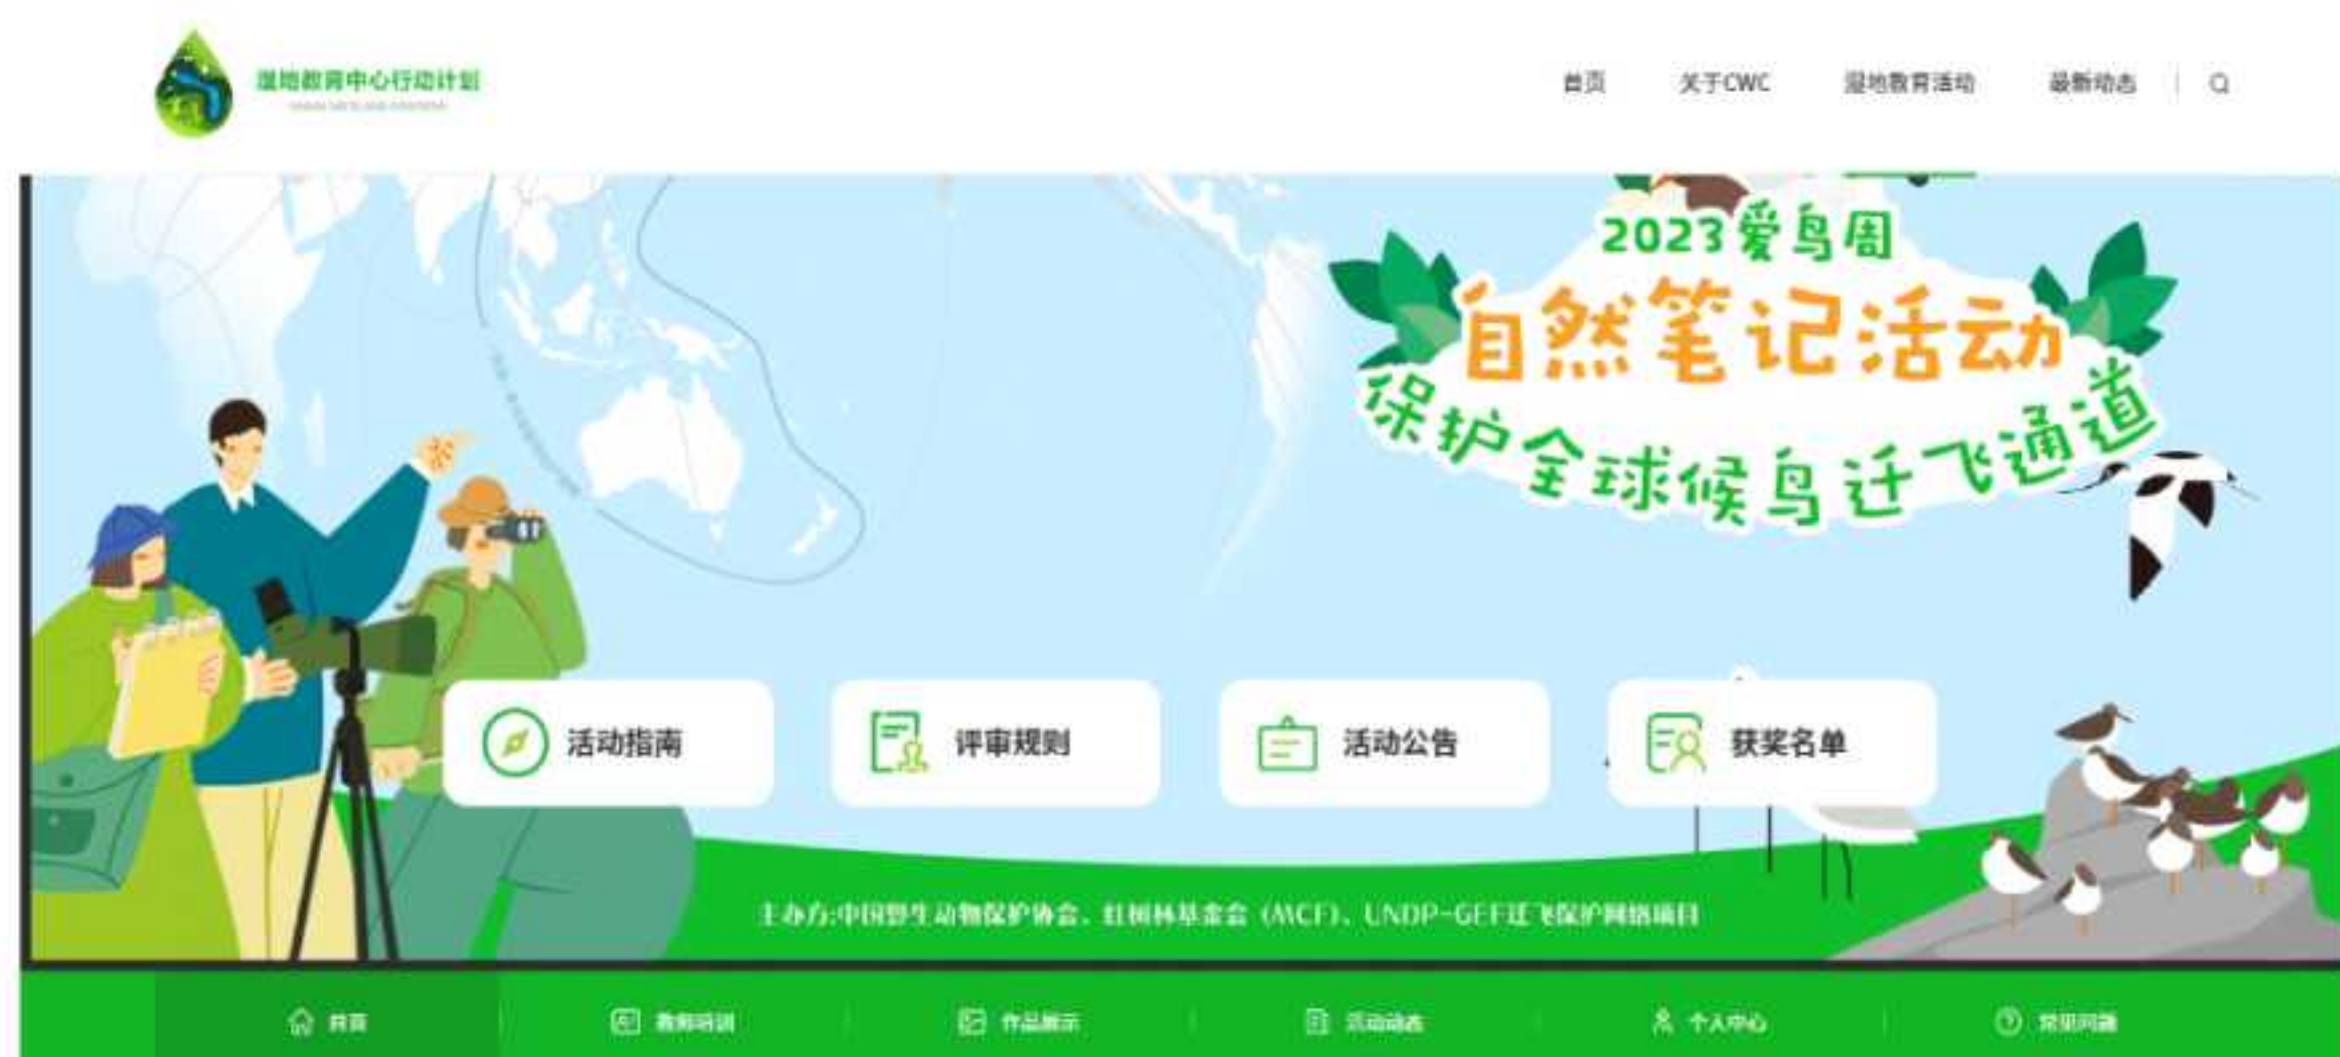 湿地教育中心行动计划
首页 关于CWC 湿地教育活动 最新动态
2023爱鸟周
自然笔记活动
保护全球候鸟迁飞通道
活动指南 评审规则 活动公告 获奖名单
主办方:中国野生动物保护协会、红树林基金会 (MCF)、UNDP-GEF迁飞保护网络项目
首页 教师培训 作品展示 活动动态 个人中心 常见问题